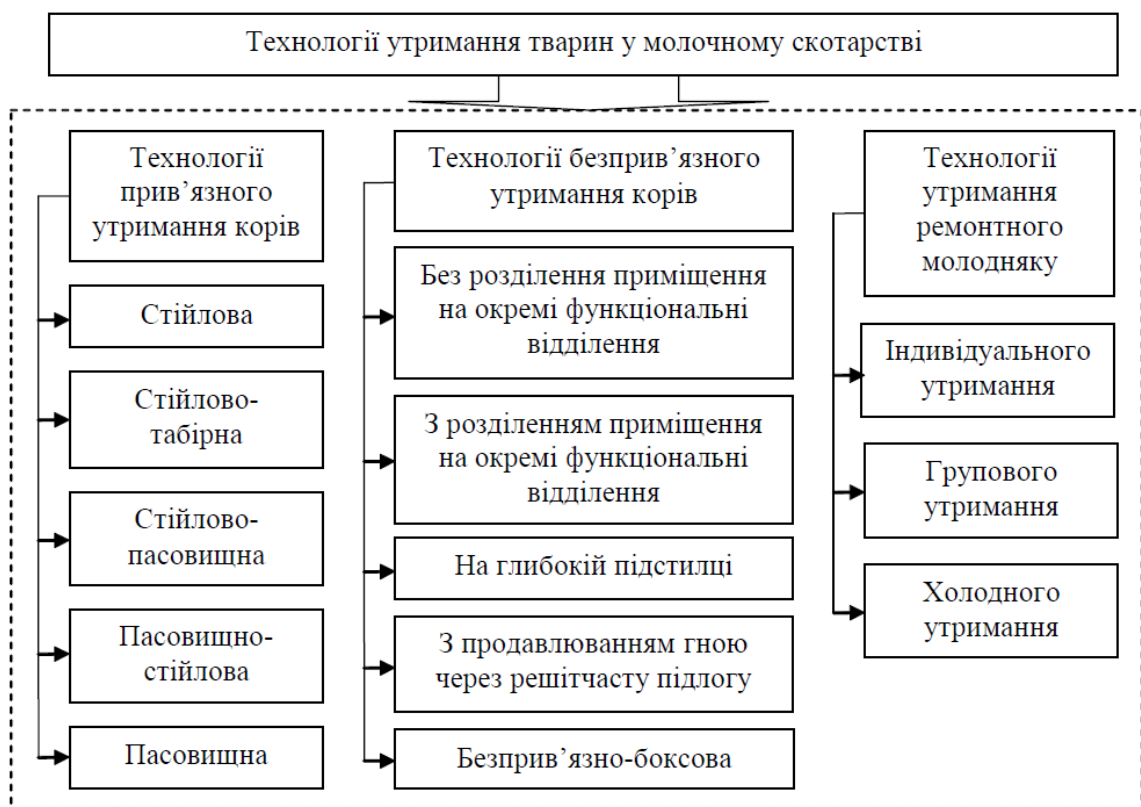 Технології утримання тварин у молочному скотарстві
Технології
прив’язного
утримання корів
Стійлова
Стійлово-
табірна
Стійлово-
пасовищна
Пасовищно-
стійлова
Пасовищна
Технології безприв’язного
утримання корів
Без розділення приміщення
на окремі функціональні
відділення
З розділенням приміщення
на окремі функціональні
відділення
На глибокій підстилці
З продавлюванням гною
через решітчасту підлогу
Безприв’язно-боксова
Технології
утримання
ремонтного
молодняку
Індивідуального
утримання
Групового
утримання
Холодного
утримання